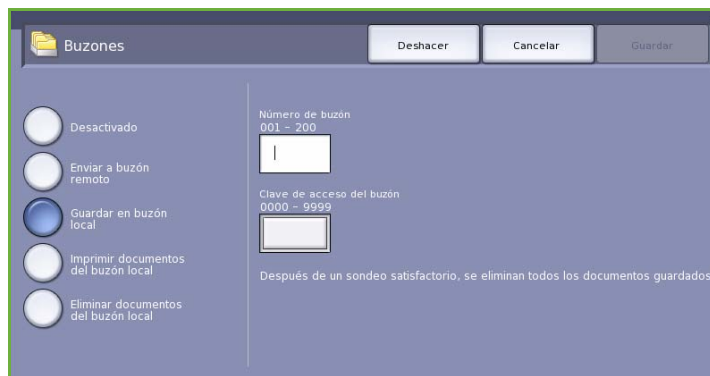 Buzones
Deshacer
Cancelar
Guardar
Desactivado
Enviar a buzón
remoto
Guardar en buzón
local
Imprimir documentos
del buzón local
Eliminar documentos
del buzón local
Número de buzón
001 - 200
Clave de acceso del buzón
0000 - 9999
Después de un sondeo satisfactorio, se eliminan todos los documentos guardados